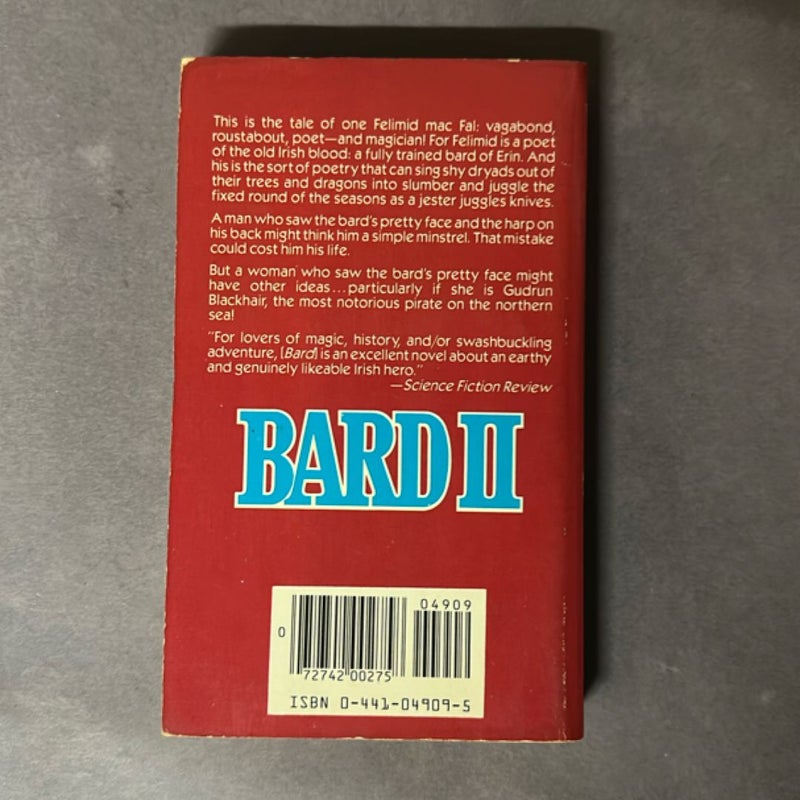 This is the tale of one Felimid mac Fal: vagabond,
roustabout, poet—and magician! For Felimid is a poet
of the old Irish blood: a fully trained bard of Erin. And
his is the sort of poetry that can sing shy dryads out of
their trees and dragons into slumber and juggle the
fixed round of the seasons as a jester juggles knives.
A man who saw the bard's pretty face and the harp on
his back might think him a simple minstrel. That mistake
could cost him his life.
But a woman who saw the bard's pretty face might
have other ideas...particularly if she is Gudrun
Blackhair, the most notorious pirate on the northern
sea!
"For lovers of magic, history, and/or swashbuckling
adventure, [Bard] is an excellent novel about an earthy
and genuinely likeable Irish hero."
—Science Fiction Review
BARD II
04909
0
72742 00275
ISBN 0-441-04909-5